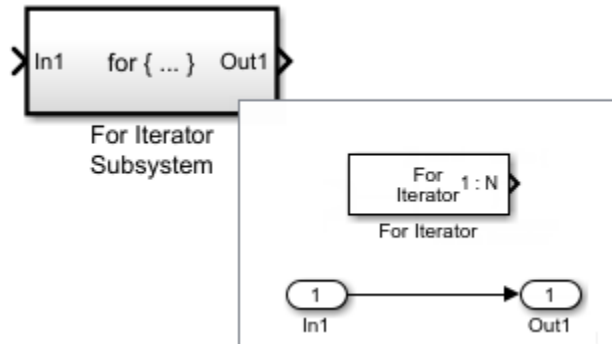 In1 for { ... } Out1
For Iterator
Subsystem
For
Iterator
1 : N
For Iterator
1 1
In1 Out1